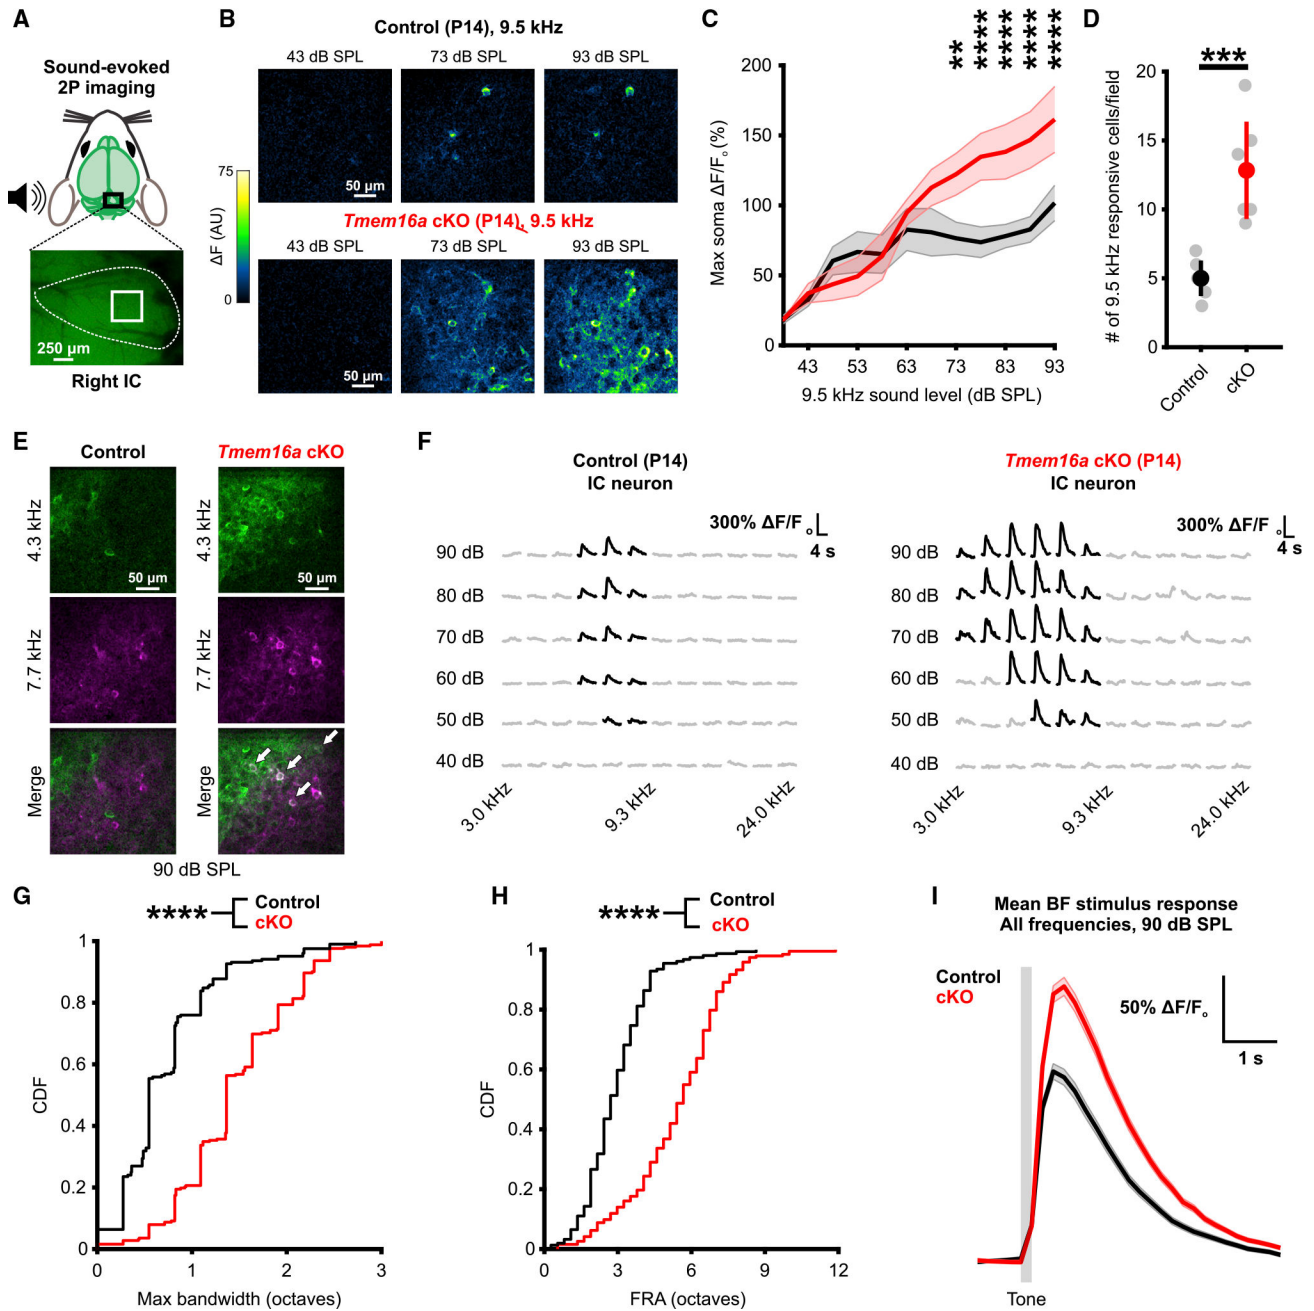 A
Sound-evoked
2P imaging
250 µm
Right IC
B
Control (P14), 9.5 kHz
43 dB SPL
73 dB SPL
93 dB SPL
50 µm
75
ΔF (AU)
0
Tmem16a cKO (P14), 9.5 kHz
43 dB SPL
73 dB SPL
93 dB SPL
50 µm
C
** **** **** **** 
200
150
100
50
0
Max soma ΔF/Fo (%)
43 53 63 73 83 93
9.5 kHz sound level (dB SPL)
D
***
20
15
10
5
0
# of 9.5 kHz responsive cells/field
Control
cKO
E
Control
Tmem16a cKO
4.3 kHz
50 µm
4.3 kHz
50 µm
7.7 kHz
7.7 kHz
Merge
Merge
90 dB SPL
F
Control (P14)
IC neuron
300% ΔF/Fo
4 s
90 dB
80 dB
70 dB
60 dB
50 dB
40 dB
3.0 kHz
9.3 kHz
24.0 kHz
Tmem16a cKO (P14)
IC neuron
300% ΔF/Fo
4 s
90 dB
80 dB
70 dB
60 dB
50 dB
40 dB
3.0 kHz
9.3 kHz
24.0 kHz
G
****
Control
cKO
1
0.8
0.6
0.4
0.2
0
CDF
0 1 2 3
Max bandwidth (octaves)
H
****
Control
cKO
1
0.8
0.6
0.4
0.2
0
CDF
0 3 6 9 12
FRA (octaves)
I
Mean BF stimulus response
All frequencies, 90 dB SPL
Control
cKO
50% ΔF/Fo
1 s
Tone